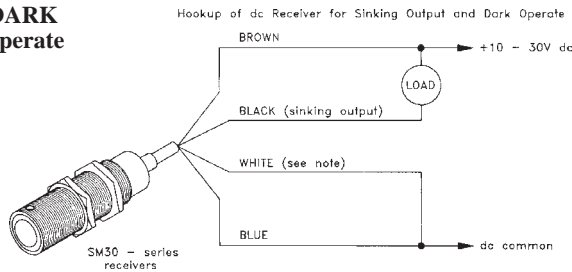 DARK
Operate
Hookup of dc Receiver for Sinking Output and Dark Operate
BROWN
+10 - 30V dc
LOAD
BLACK (sinking output)
WHITE (see note)
BLUE
dc common
SM30 - series
receivers